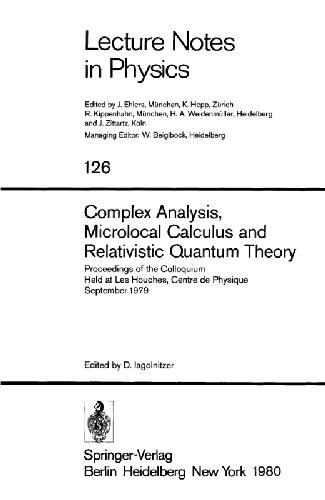 Lecture Notes
in Physics
Edited by J. Ehlers, München, K. Hepp, Zürich
R. Kippenhahn, München, H. A. Weidenmüller, Heidelberg
and J. Zittartz, Köln
Managing Editor: W. Beiglböck, Heidelberg
126
Complex Analysis,
Microlocal Calculus and
Relativistic Quantum Theory
Proceedings of the Colloquium
Held at Les Houches, Centre de Physique
September 1979
Edited by D. Iagolnitzer
Springer-Verlag
Berlin Heidelberg New York 1980